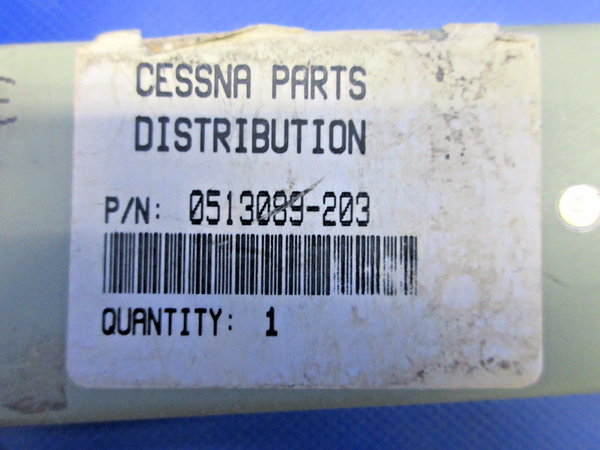 CESSNA PARTS
DISTRIBUTION
P/N: 0513089-203
QUANTITY: 1